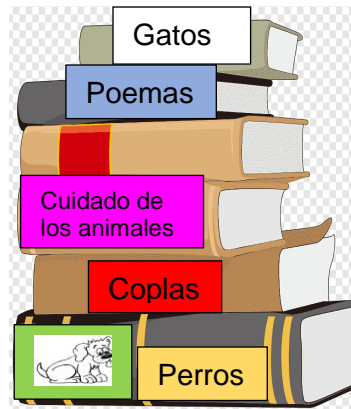 Gatos
Poemas
Cuidado de
los animales
Coplas
Perros